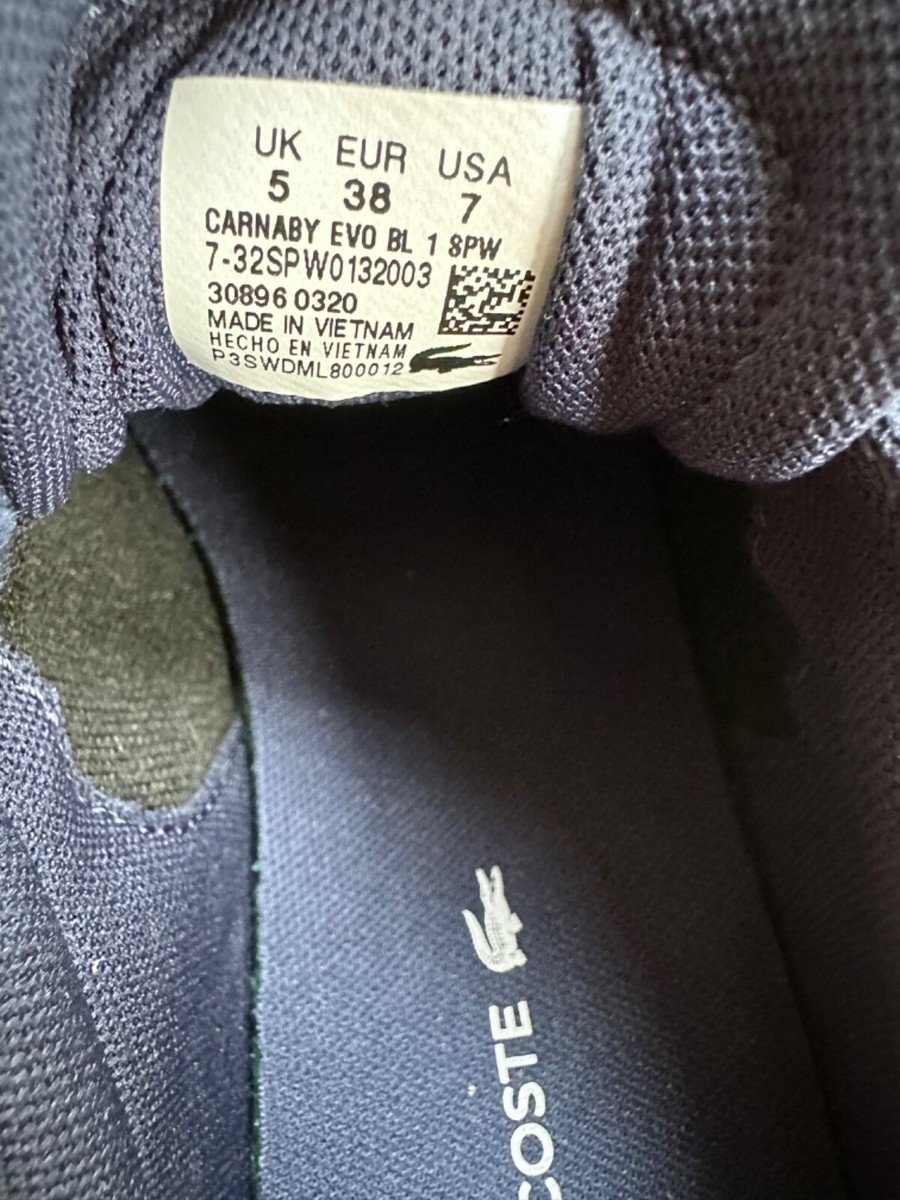 UK EUR USA
5 38 7
CARNABY EVO BL 1 SPW
7-32SPW0132003
30896 0320
MADE IN VIETNAM
HECHO EN VIETNAM
P3SWDML800012
COSTE